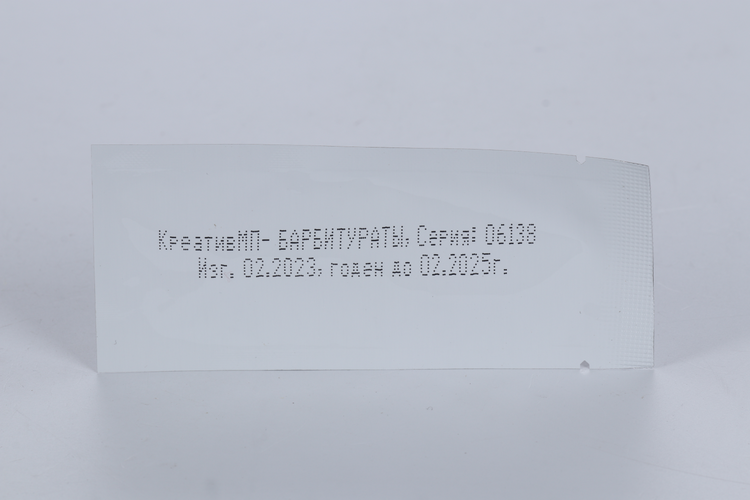 КреативМП- БАРБИТУРАТЫ, Серия: 06138
Изг. 02.2023, годен до 02.2025г.